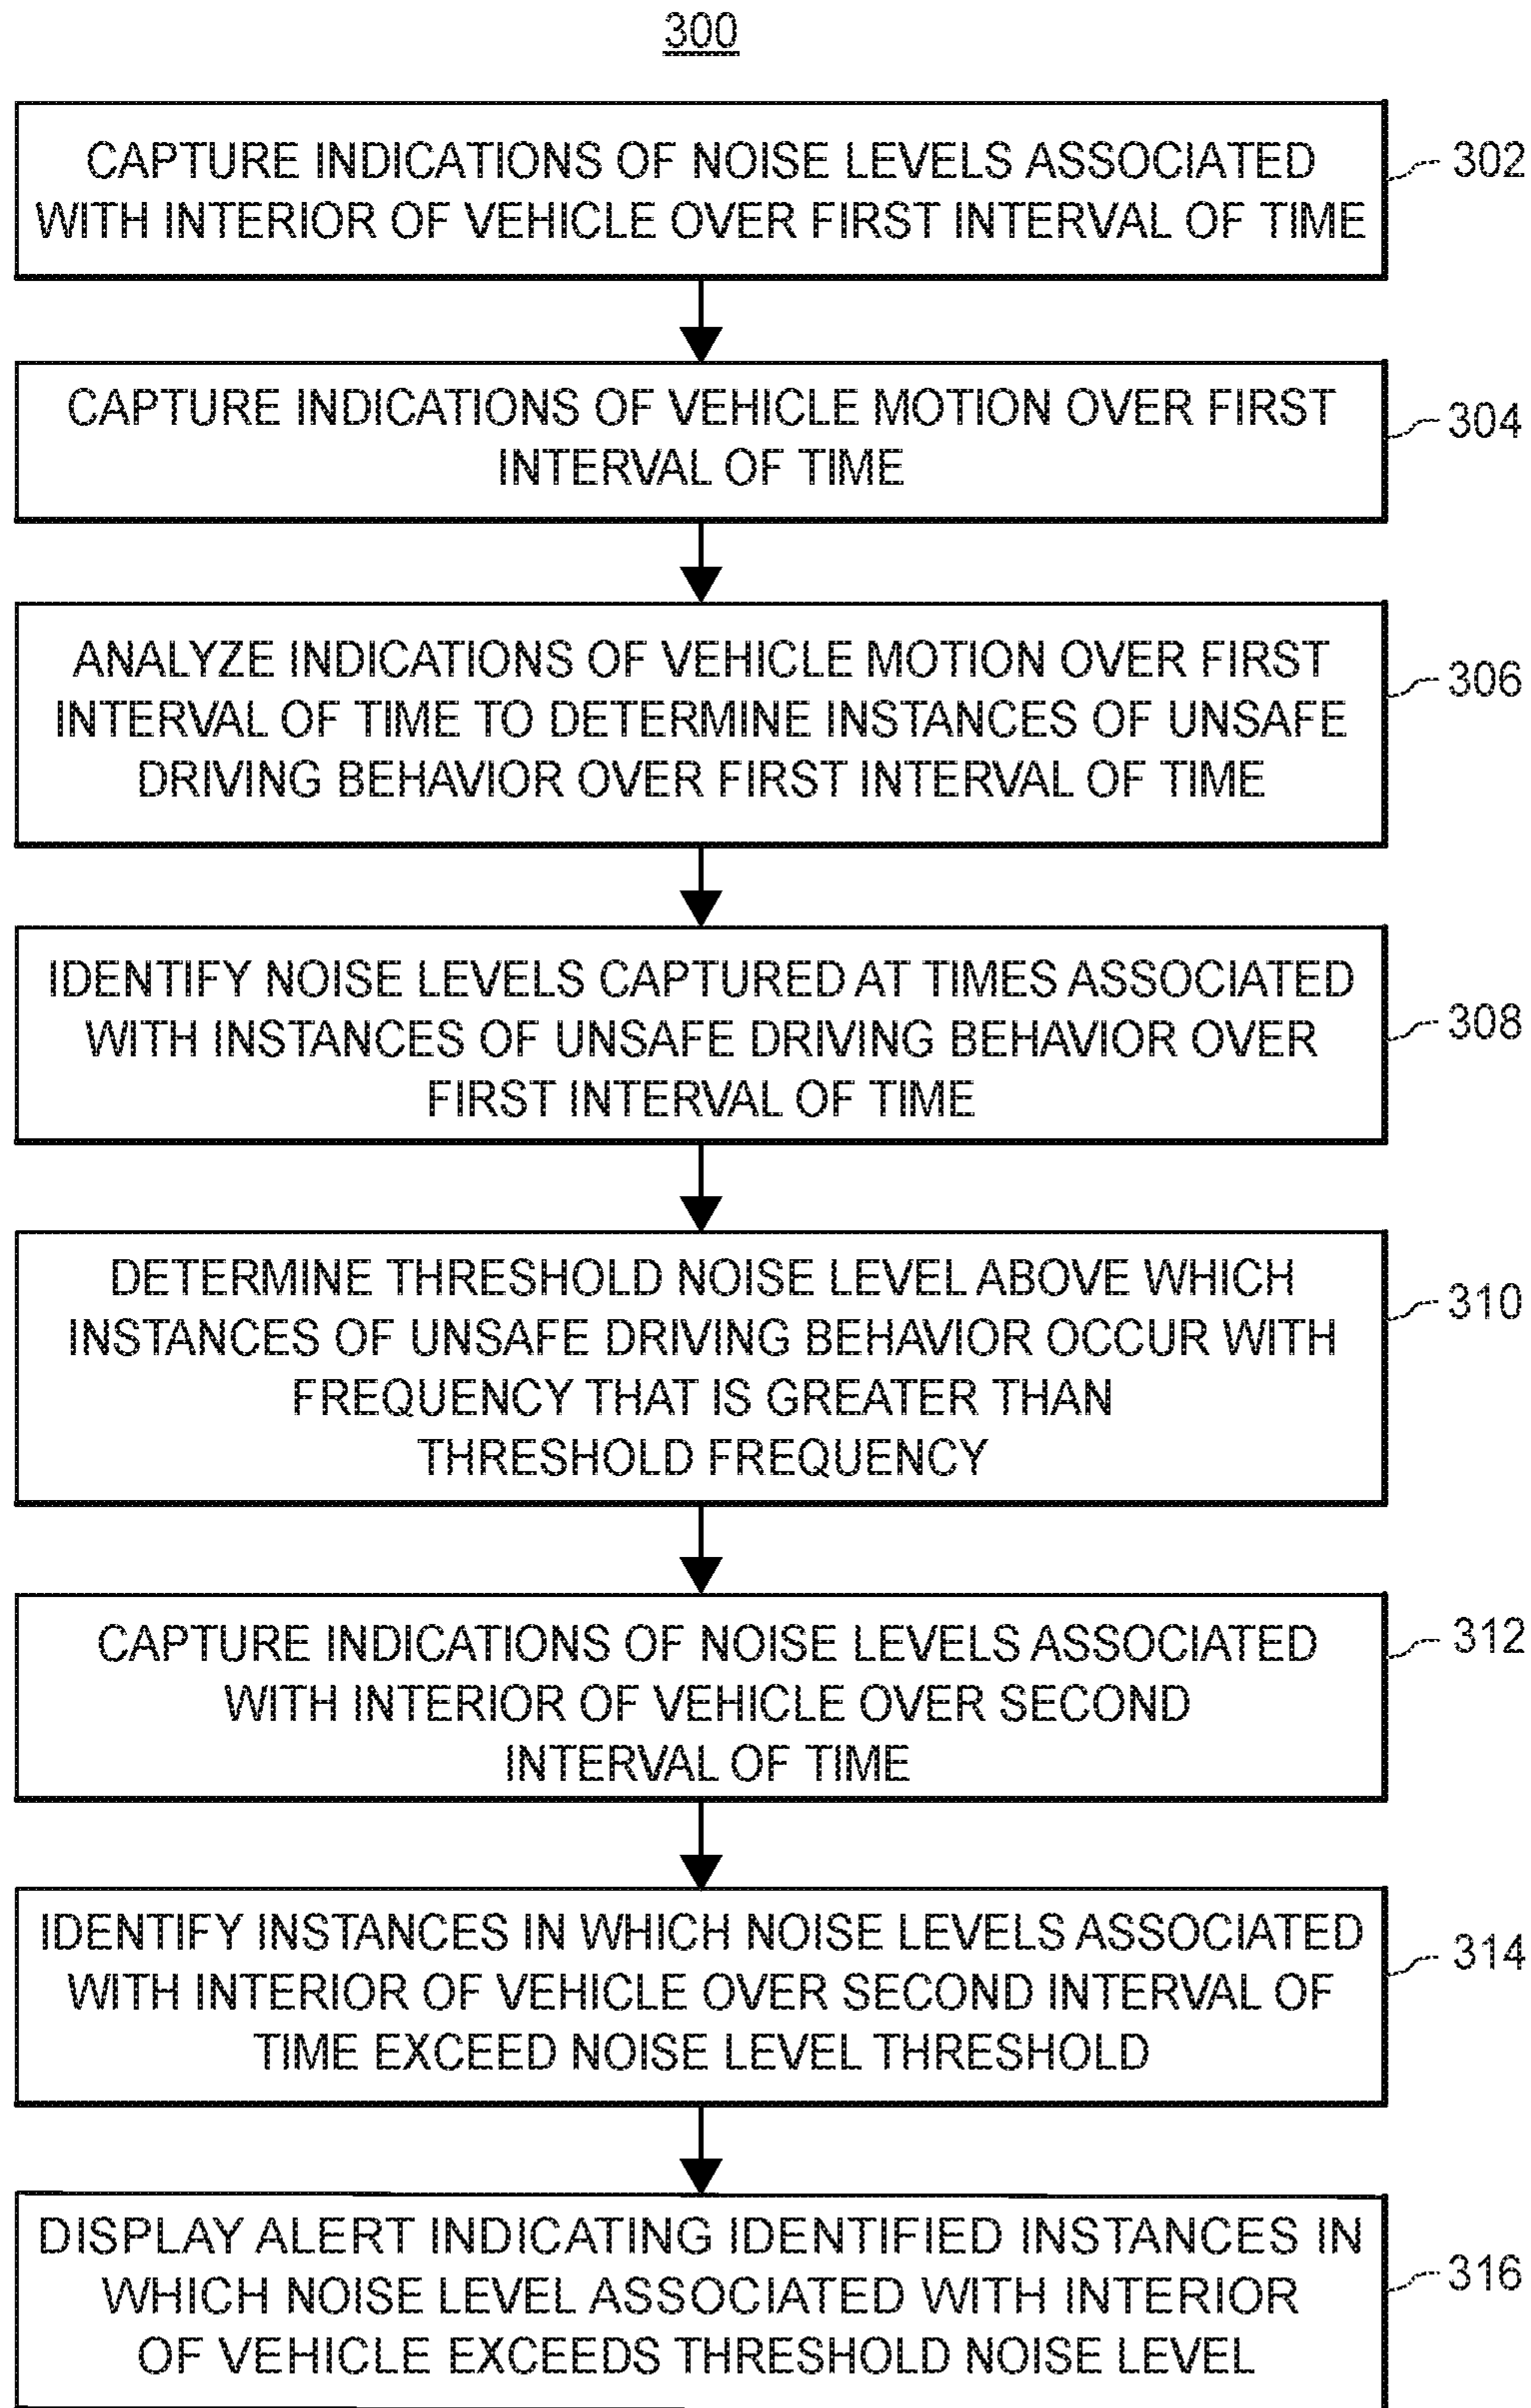 300
CAPTURE INDICATIONS OF NOISE LEVELS ASSOCIATED
WITH INTERIOR OF VEHICLE OVER FIRST INTERVAL OF TIME
302
CAPTURE INDICATIONS OF VEHICLE MOTION OVER FIRST
INTERVAL OF TIME
304
ANALYZE INDICATIONS OF VEHICLE MOTION OVER FIRST
INTERVAL OF TIME TO DETERMINE INSTANCES OF UNSAFE
DRIVING BEHAVIOR OVER FIRST INTERVAL OF TIME
306
IDENTIFY NOISE LEVELS CAPTURED AT TIMES ASSOCIATED
WITH INSTANCES OF UNSAFE DRIVING BEHAVIOR OVER
FIRST INTERVAL OF TIME
308
DETERMINE THRESHOLD NOISE LEVEL ABOVE WHICH
INSTANCES OF UNSAFE DRIVING BEHAVIOR OCCUR WITH
FREQUENCY THAT IS GREATER THAN
THRESHOLD FREQUENCY
310
CAPTURE INDICATIONS OF NOISE LEVELS ASSOCIATED
WITH INTERIOR OF VEHICLE OVER SECOND
INTERVAL OF TIME
312
IDENTIFY INSTANCES IN WHICH NOISE LEVELS ASSOCIATED
WITH INTERIOR OF VEHICLE OVER SECOND INTERVAL OF
TIME EXCEED NOISE LEVEL THRESHOLD
314
DISPLAY ALERT INDICATING IDENTIFIED INSTANCES IN
WHICH NOISE LEVEL ASSOCIATED WITH INTERIOR
OF VEHICLE EXCEEDS THRESHOLD NOISE LEVEL
316